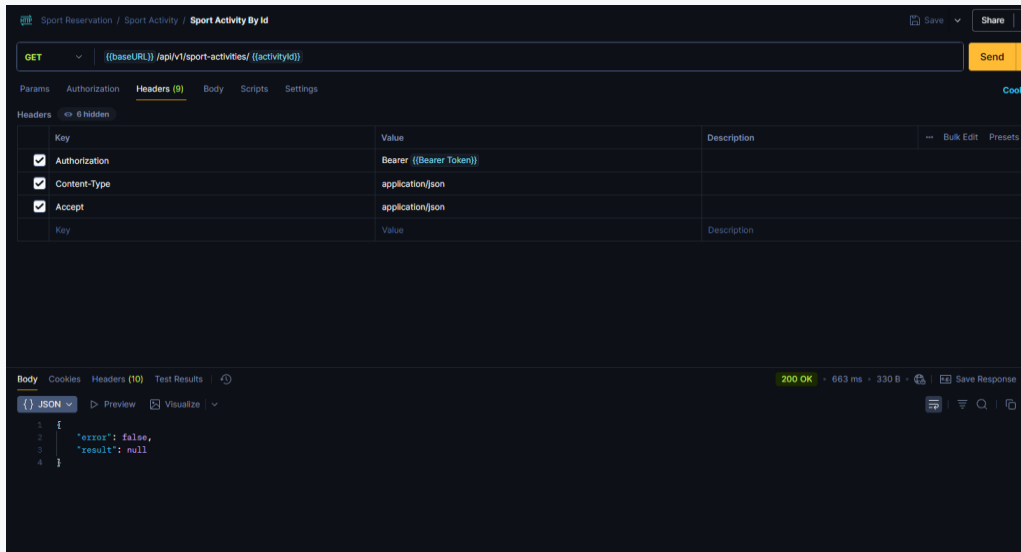 HTTP Sport Reservation / Sport Activity / Sport Activity By Id Save Share
GET {{baseURL}} /api/v1/sport-activities/ {{activityId}} Send
Params Authorization Headers (9) Body Scripts Settings
Headers 6 hidden
Key Value Description ••• Bulk Edit Presets
Authorization Bearer {{Bearer Token}}
Content-Type application/json
Accept application/json
Key Value Description
Body Cookies Headers (10) Test Results 200 OK • 663 ms • 330 B • Save Response
{} JSON Preview Visualize
1 {
2 "error": false,
3 "result": null
4 }